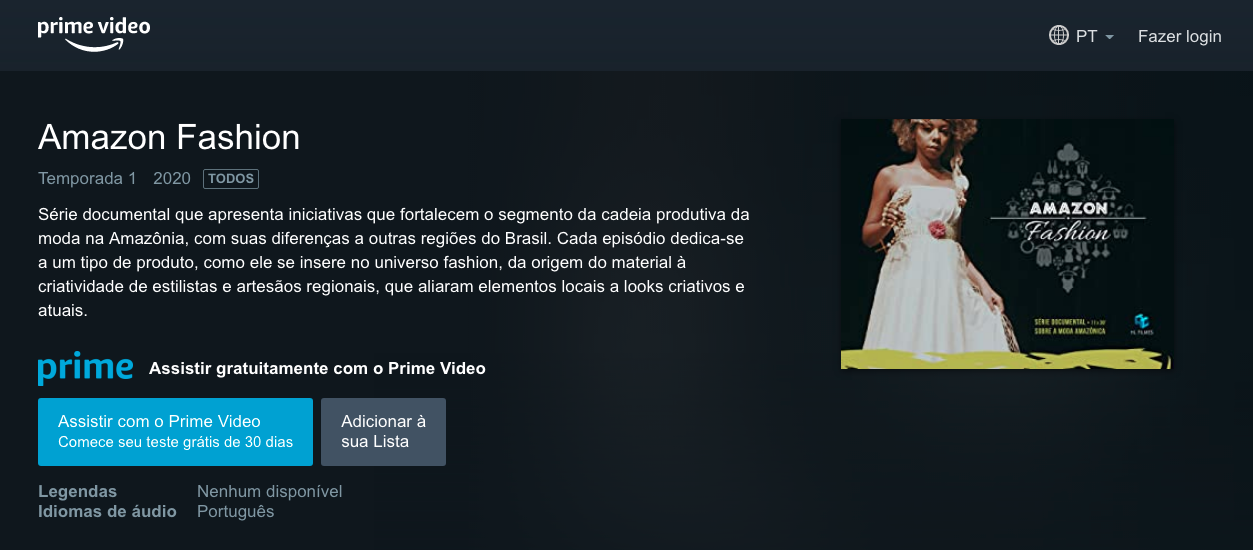 prime video
PT
Fazer login
Amazon Fashion
Temporada 1 2020 TODOS
Série documental que apresenta iniciativas que fortalecem o segmento da cadeia produtiva da
moda na Amazônia, com suas diferenças a outras regiões do Brasil. Cada episódio dedica-se
a um tipo de produto, como ele se insere no universo fashion, da origem do material à
criatividade de estilistas e artesãos regionais, que aliaram elementos locais a looks criativos e
atuais.
AMAZON
Fashion
SÉRIE DOCUMENTAL • 11x26'
SOBRE A MODA AMAZÔNICA
prime Assistir gratuitamente com o Prime Video
Assistir com o Prime Video
Comece seu teste grátis de 30 dias
Adicionar à
sua Lista
Legendas Nenhum disponível
Idiomas de áudio Português